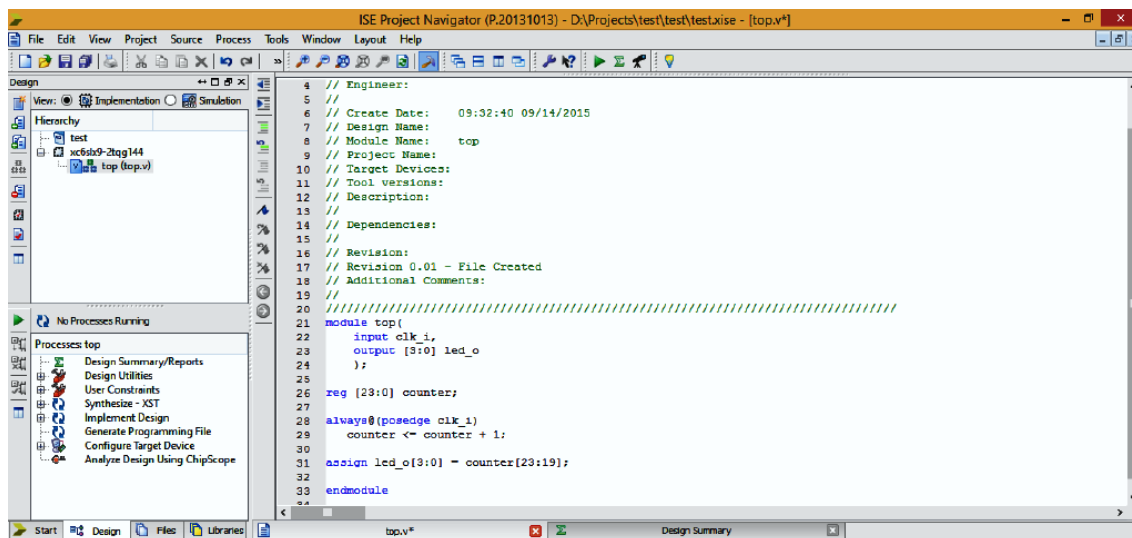 ISE Project Navigator (P.20131013) - D:\Projects\test\test\test.xise - [top.v*]
File Edit View Project Source Process Tools Window Layout Help
Design
View: Implementation Simulation
Hierarchy
test
xc6slx9-2tqg144
top (top.v)
No Processes Running
Processes: top
Design Summary/Reports
Design Utilities
User Constraints
Synthesize - XST
Implement Design
Generate Programming File
Configure Target Device
Analyze Design Using ChipScope
4 // Engineer:
5 //
6 // Create Date: 09:32:40 09/14/2015
7 // Design Name:
8 // Module Name: top
9 // Project Name:
10 // Target Devices:
11 // Tool versions:
12 // Description:
13 //
14 // Dependencies:
15 //
16 // Revision:
17 // Revision 0.01 - File Created
18 // Additional Comments:
19 //
20 //////////////////////////////////////////////////////////////////////////////////
21 module top(
22 input clk_i,
23 output [3:0] led_o
24 );
25
26 reg [23:0] counter;
27
28 always@(posedge clk_i)
29 counter <= counter + 1;
30
31 assign led_o[3:0] = counter[23:19];
32
33 endmodule
34
Start Design Files Libraries top.v* Design Summary